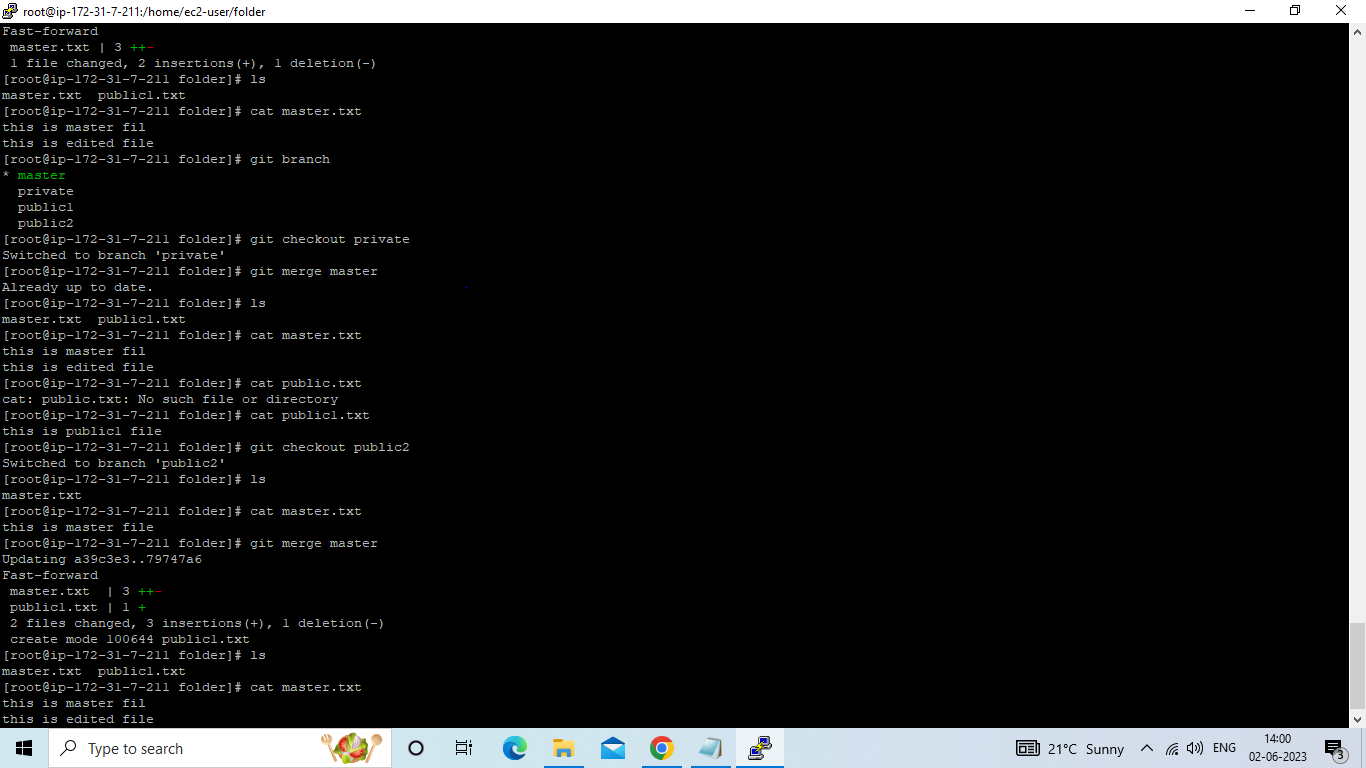 root@ip-172-31-7-211:/home/ec2-user/folder
Fast-forward
 master.txt | 3 ++-
 1 file changed, 2 insertions(+), 1 deletion(-)
[root@ip-172-31-7-211 folder]# ls
master.txt  public1.txt
[root@ip-172-31-7-211 folder]# cat master.txt
this is master fil
this is edited file
[root@ip-172-31-7-211 folder]# git branch
* master
  private
  public1
  public2
[root@ip-172-31-7-211 folder]# git checkout private
Switched to branch 'private'
[root@ip-172-31-7-211 folder]# git merge master
Already up to date.
[root@ip-172-31-7-211 folder]# ls
master.txt  public1.txt
[root@ip-172-31-7-211 folder]# cat master.txt
this is master fil
this is edited file
[root@ip-172-31-7-211 folder]# cat public.txt
cat: public.txt: No such file or directory
[root@ip-172-31-7-211 folder]# cat public1.txt
this is public1 file
[root@ip-172-31-7-211 folder]# git checkout public2
Switched to branch 'public2'
[root@ip-172-31-7-211 folder]# ls
master.txt
[root@ip-172-31-7-211 folder]# cat master.txt
this is master file
[root@ip-172-31-7-211 folder]# git merge master
Updating a39c3e3..79747a6
Fast-forward
 master.txt  | 3 ++-
 public1.txt | 1 +
 2 files changed, 3 insertions(+), 1 deletion(-)
 create mode 100644 public1.txt
[root@ip-172-31-7-211 folder]# ls
master.txt  public1.txt
[root@ip-172-31-7-211 folder]# cat master.txt
this is master fil
this is edited file
Type to search
21°C Sunny
ENG
14:00
02-06-2023
3